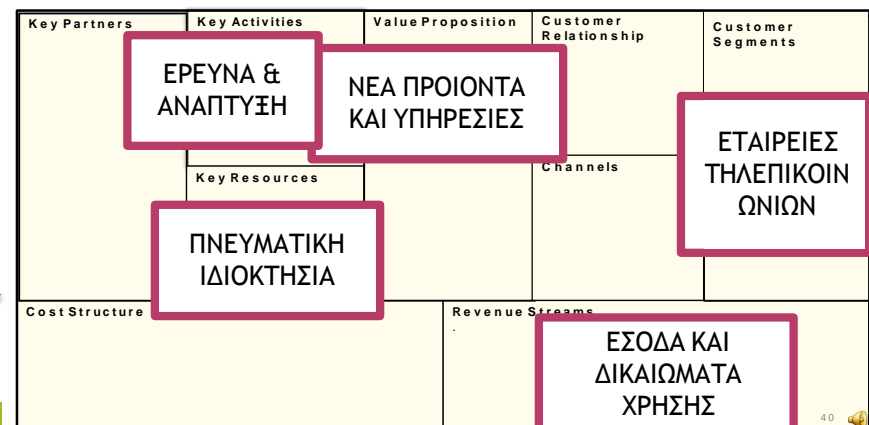 Key Partners
Key Activities
Value Proposition
Customer
Relationship
Customer
Segments
ΕΡΕΥΝΑ &
ΑΝΑΠΤΥΞΗ
ΝΕΑ ΠΡΟΙΟΝΤΑ
ΚΑΙ ΥΠΗΡΕΣΙΕΣ
ΕΤΑΙΡΕΙΕΣ
ΤΗΛΕΠΙΚΟΙΝ
ΩΝΙΩΝ
Key Resources
Channels
ΠΝΕΥΜΑΤΙΚΗ
ΙΔΙΟΚΤΗΣΙΑ
Cost Structure
Revenue Streams
.
ΕΣΟΔΑ ΚΑΙ
ΔΙΚΑΙΩΜΑΤΑ
ΧΡΗΣΗΣ
40